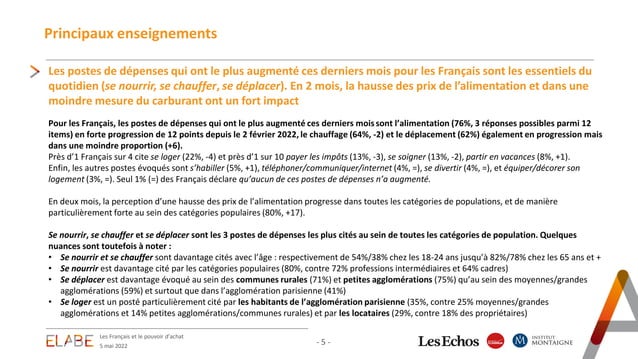 Principaux enseignements
Les postes de dépenses qui ont le plus augmenté ces derniers mois pour les Français sont les essentiels du
quotidien (se nourrir, se chauffer, se déplacer). En 2 mois, la hausse des prix de l’alimentation et dans une
moindre mesure du carburant ont un fort impact
Pour les Français, les postes de dépenses qui ont le plus augmenté ces derniers mois sont l’alimentation (76%, 3 réponses possibles parmi 12
items) en forte progression de 12 points depuis le 2 février 2022, le chauffage (64%, -2) et le déplacement (62%) également en progression mais
dans une moindre proportion (+6).
Près d’1 Français sur 4 cite se loger (22%, -4) et près d’1 sur 10 payer les impôts (13%, -3), se soigner (13%, -2), partir en vacances (8%, +1).
Enfin, les autres postes évoqués sont s’habiller (5%, +1), téléphoner/communiquer/internet (4%, =), se divertir (4%, =), et équiper/décorer son
logement (3%, =). Seul 1% (=) des Français déclare qu’aucun de ces postes de dépenses n’a augmenté.
En deux mois, la perception d’une hausse des prix de l’alimentation progresse dans toutes les catégories de populations, et de manière
particulièrement forte au sein des catégories populaires (80%, +17).
Se nourrir, se chauffer et se déplacer sont les 3 postes de dépenses les plus cités au sein de toutes les catégories de population. Quelques
nuances sont toutefois à noter :
• Se nourrir et se chauffer sont davantage cités avec l’âge : respectivement de 54%/38% chez les 18-24 ans jusqu’à 82%/78% chez les 65 ans et +
• Se nourrir est davantage cité par les catégories populaires (80%, contre 72% professions intermédiaires et 64% cadres)
• Se déplacer est davantage évoqué au sein des communes rurales (71%) et petites agglomérations (75%) qu’au sein des moyennes/grandes
agglomérations (59%) et surtout que dans l’agglomération parisienne (41%)
• Se loger est un posté particulièrement cité par les habitants de l’agglomération parisienne (35%, contre 25% moyennes/grandes
agglomérations et 14% petites agglomérations/communes rurales) et par les locataires (29%, contre 18% des propriétaires)
ELABE
Les Français et le pouvoir d’achat
5 mai 2022
- 5 -
Les Echos
INSTITUT
MONTAIGNE